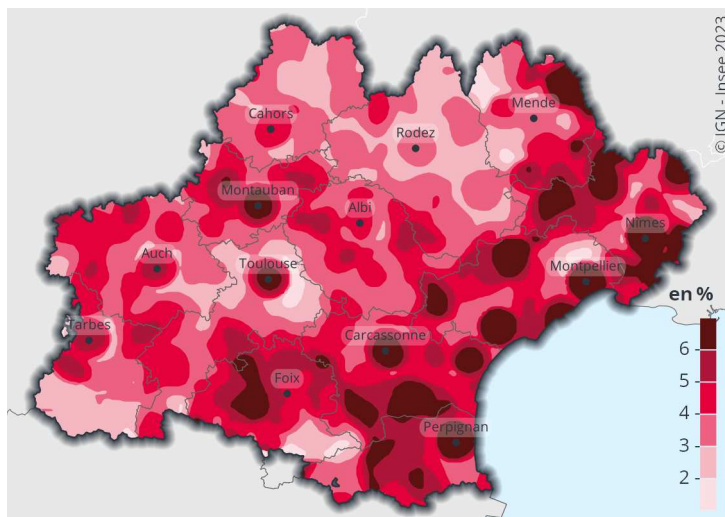 © IGN - Insee 2023
Cahors
Rodez
Mende
Montauban
Albi
Nîmes
Auch
Toulouse
Montpellier
Tarbes
Carcassonne
Foix
Perpignan
en %
6
5
4
3
2